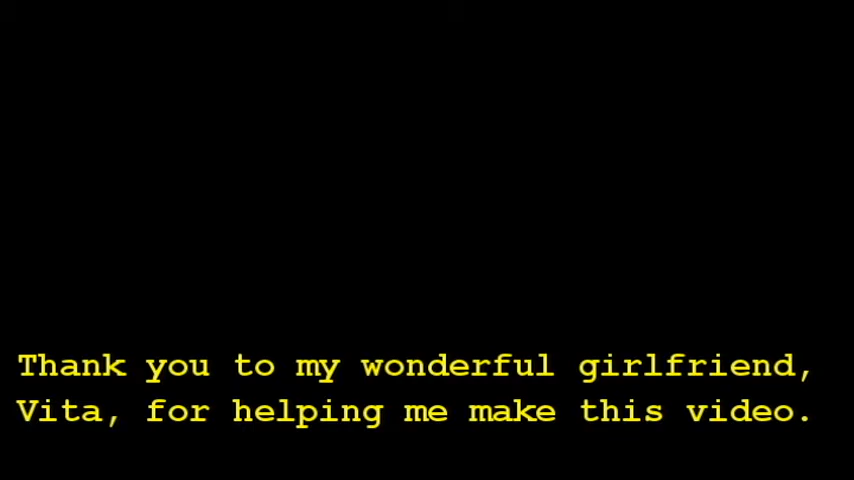 Thank you to my wonderful girlfriend,
Vita, for helping me make this video.